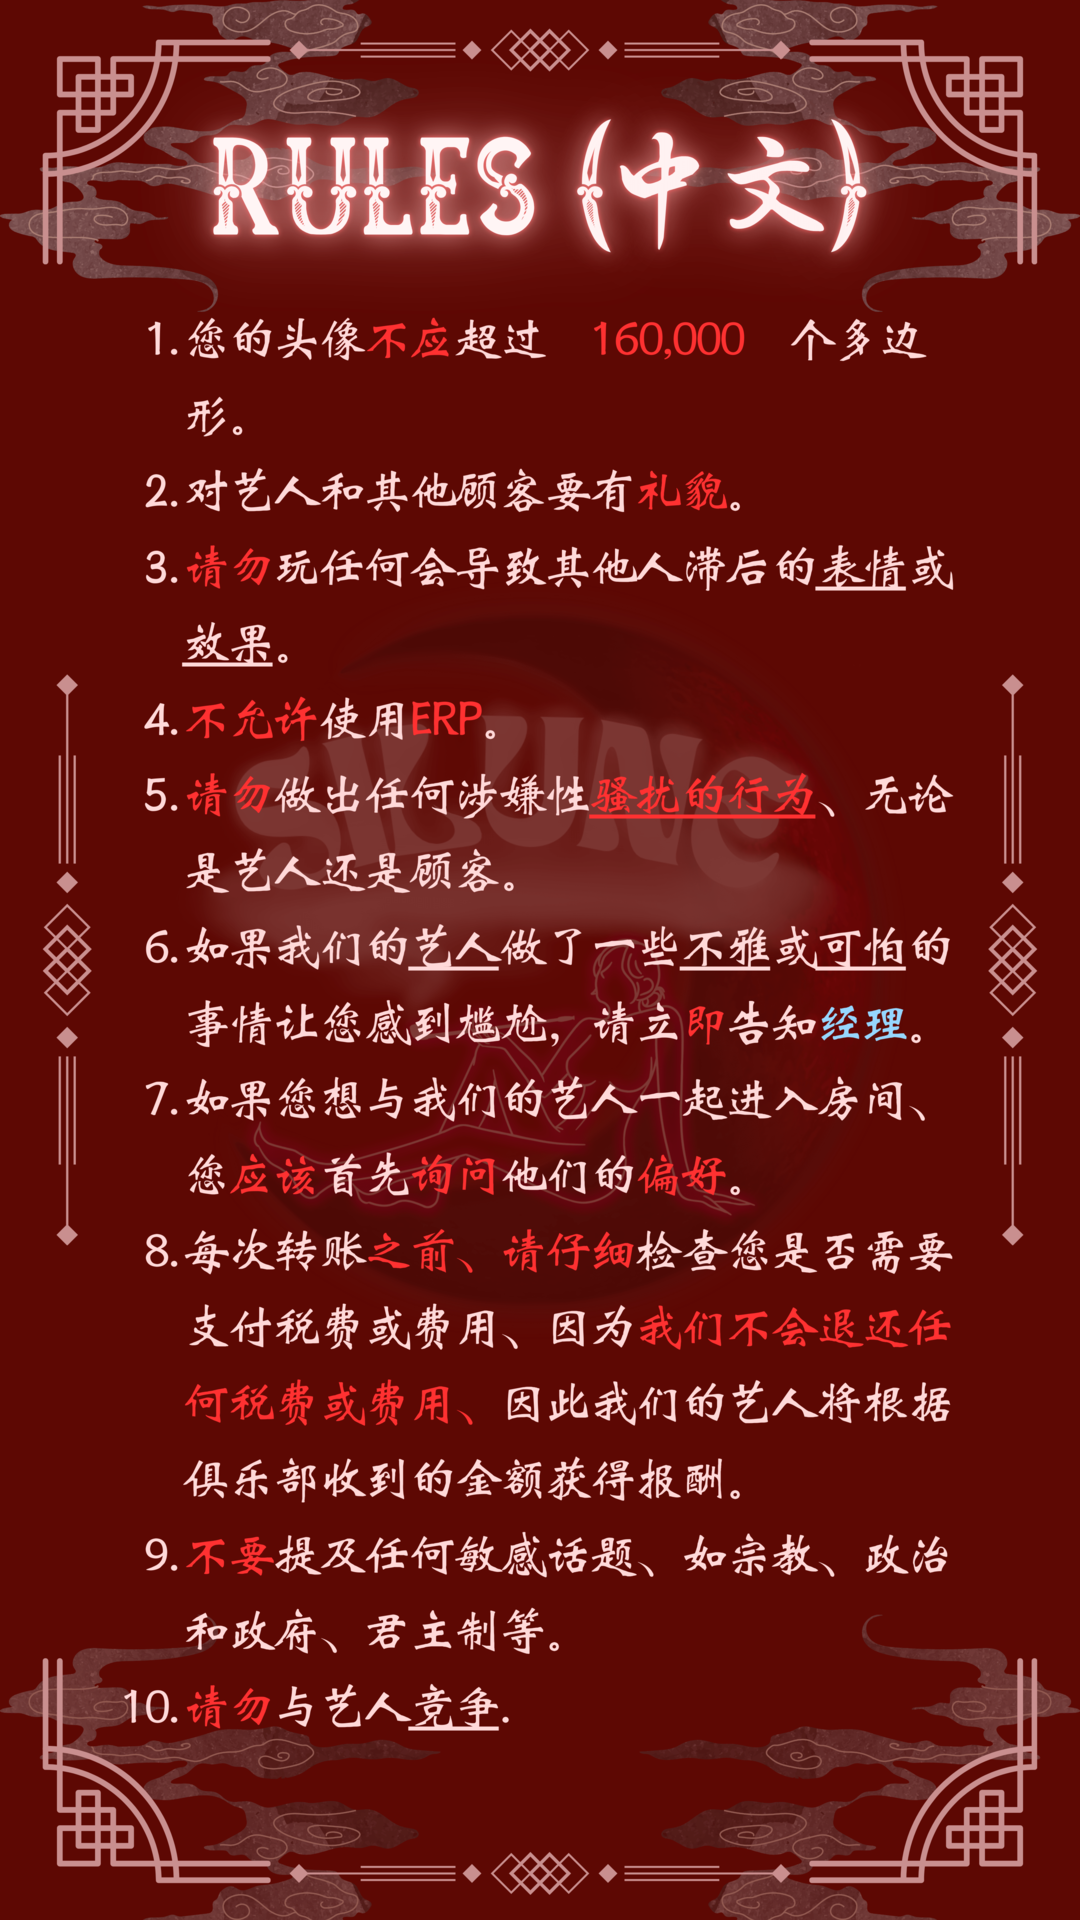 RULES (中文)
1. 您的头像不应超过 160,000 个多边
形。
2. 对艺人和其他顾客要有礼貌。
3. 请勿玩任何会导致其他人滞后的表情或
效果。
4. 不允许使用ERP。
5. 请勿做出任何涉嫌性骚扰的行为、无论
是艺人还是顾客。
6. 如果我们的艺人做了一些不雅或可怕的
事情让您感到尴尬，请立即告知经理。
7. 如果您想与我们的艺人一起进入房间、
您应该首先询问他们的偏好。
8. 每次转账之前、请仔细检查您是否需要
支付税费或费用、因为我们不会退还任
何税费或费用、因此我们的艺人将根据
俱乐部收到的金额获得报酬。
9. 不要提及任何敏感话题、如宗教、政治
和政府、君主制等。
10. 请勿与艺人竞争.